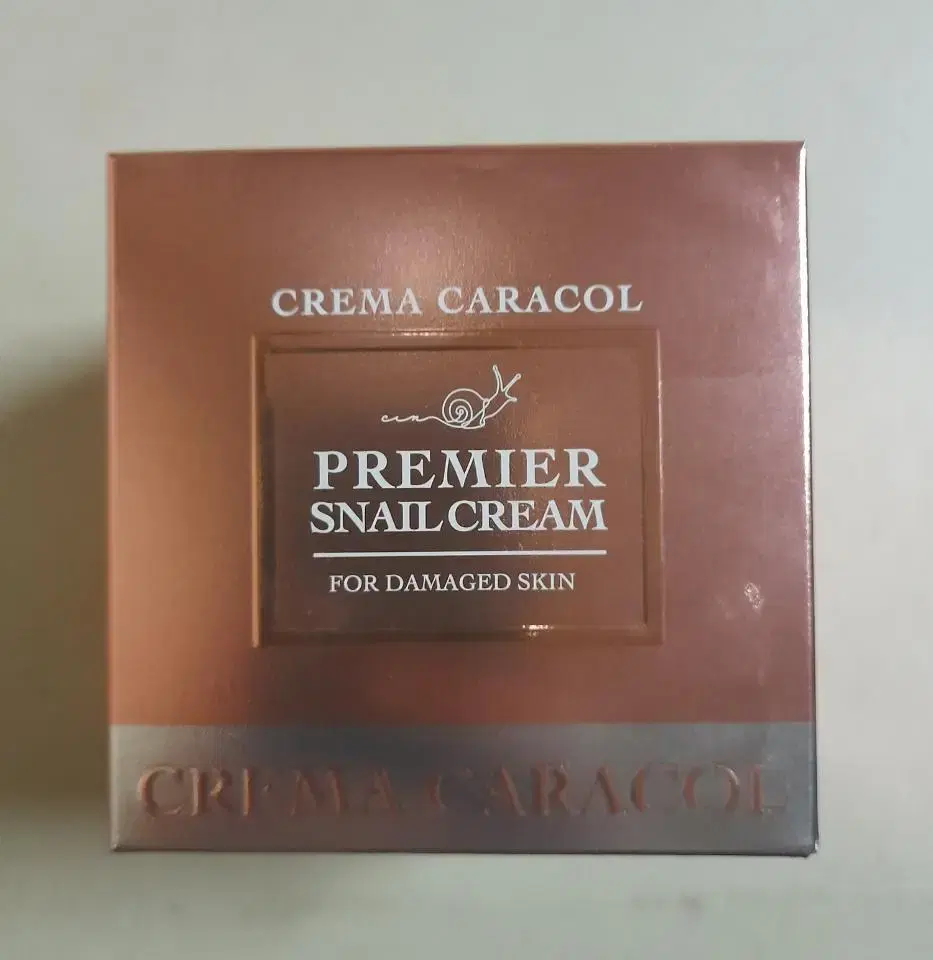 CREMA CARACOL
PREMIER
SNAIL CREAM
FOR DAMAGED SKIN
CREMA CARACOL